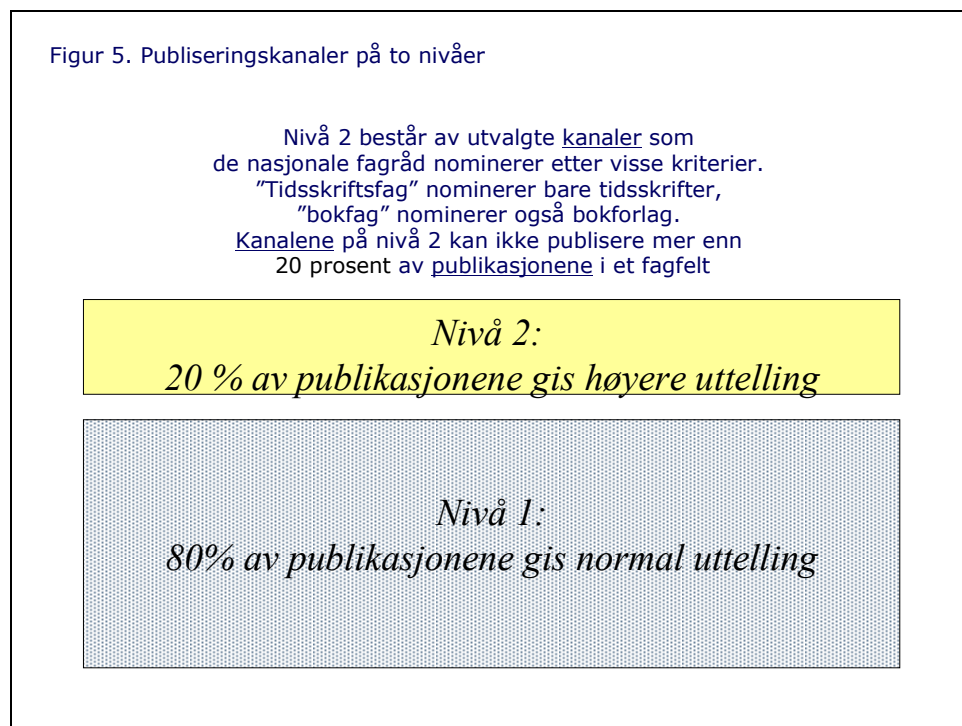 Figur 5. Publiseringskanaler på to nivåer
Nivå 2 består av utvalgte kanaler som
de nasjonale fagråd nominerer etter visse kriterier.
”Tidsskriftsfag” nominerer bare tidsskrifter,
”bokfag” nominerer også bokforlag.
Kanalene på nivå 2 kan ikke publisere mer enn
20 prosent av publikasjonene i et fagfelt
Nivå 2:
20 % av publikasjonene gis høyere uttelling
Nivå 1:
80% av publikasjonene gis normal uttelling